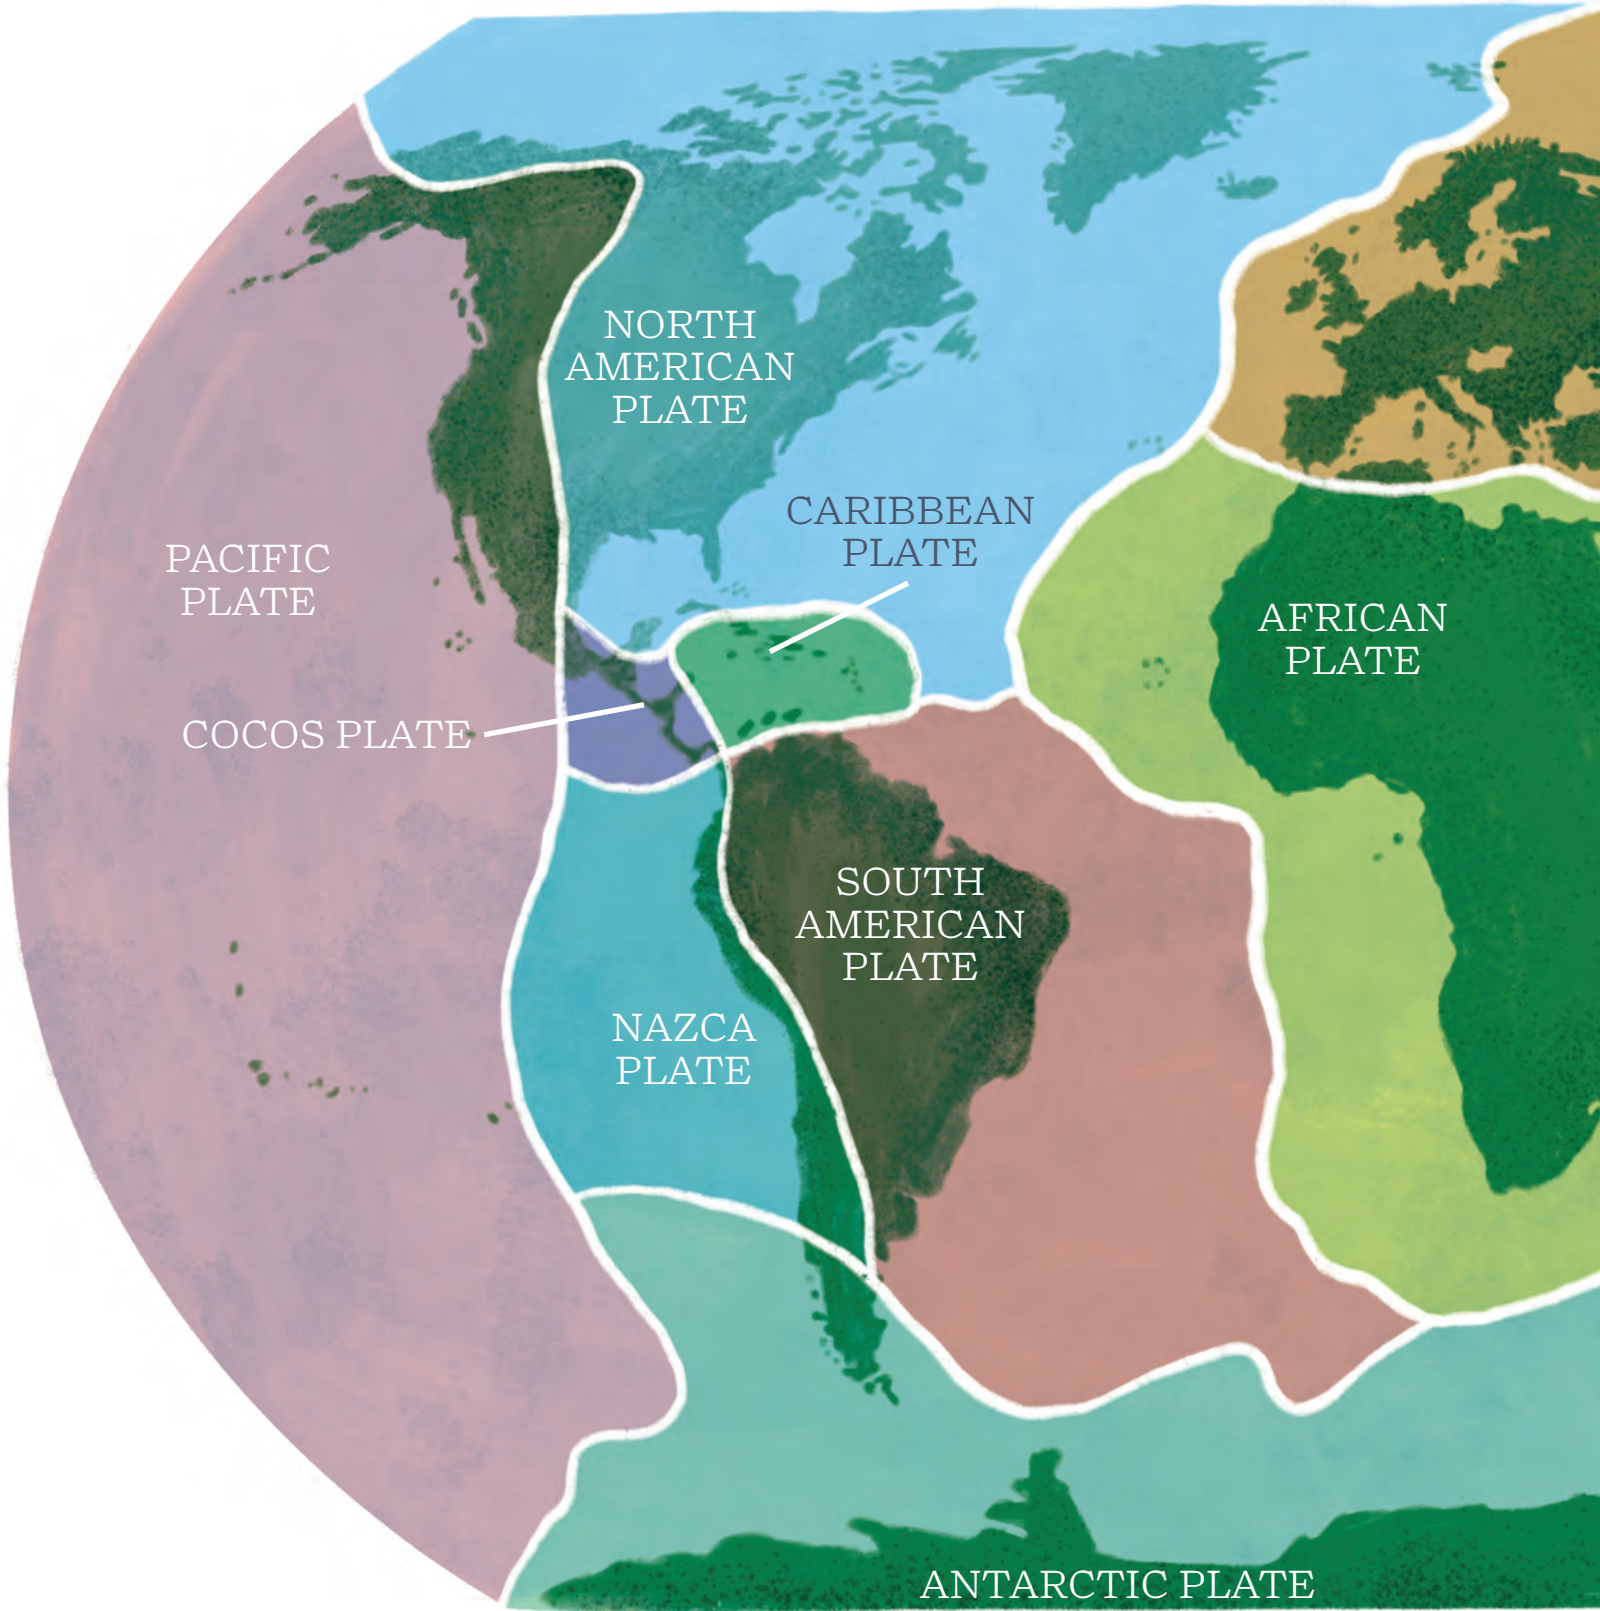 NORTH
AMERICAN
PLATE
CARIBBEAN
PLATE
PACIFIC
PLATE
AFRICAN
PLATE
COCOS PLATE
SOUTH
AMERICAN
PLATE
NAZCA
PLATE
ANTARCTIC PLATE